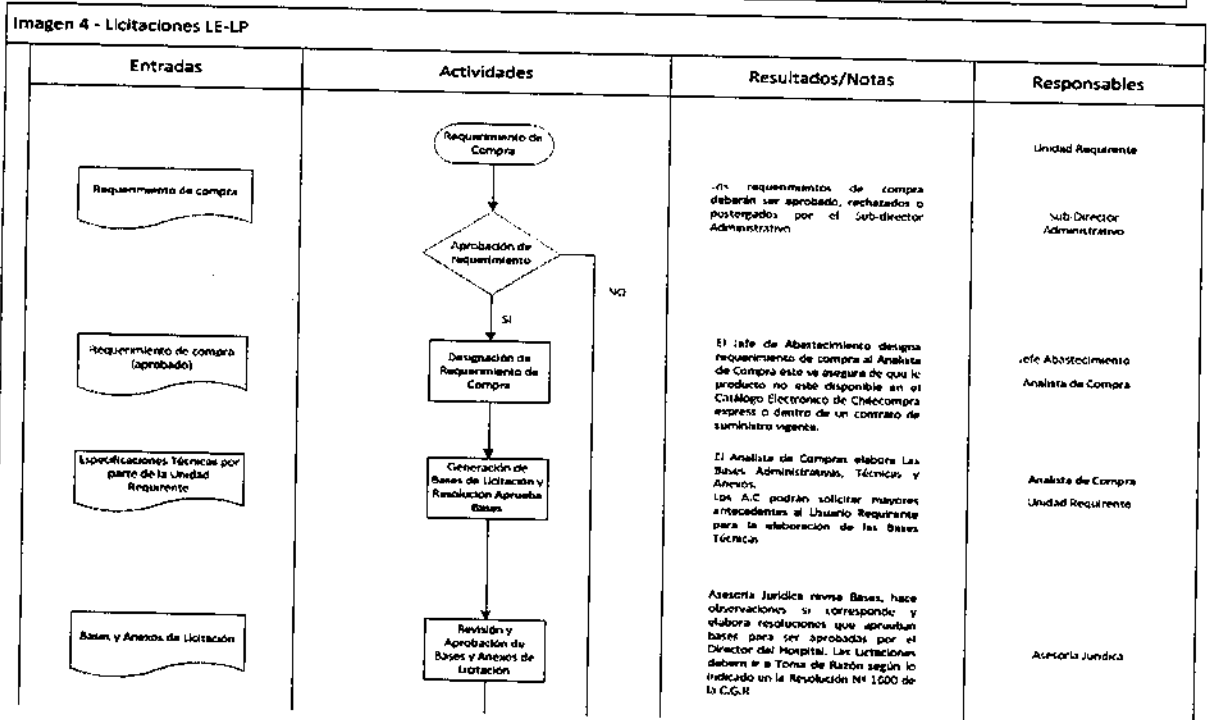 Imagen 4 - Licitaciones LE-LP
Entradas
Actividades
Resultados/Notas
Responsables
Requerimiento de
Compra
Unidad Requirente
Requerimiento de compra
requerimientos de compra
deberán ser aprobado, rechazados o
postergados por el Sub-director
Administrativo
Sub-Director
Administrativo
Aprobación de
requerimiento
NO
SI
Requerimiento de compra
(aprobado)
Designación de
Requerimiento de
Compra
El Jefe de Abastecimiento designa
requerimiento de compra al Analista
de Compra este se asegura de que le
producto no esté disponible en el
Catálogo Electrónico de Chilecompra
express o dentro de un contrato de
suministro vigente.
Jefe Abastecimiento
Analista de Compra
Especificaciones Técnicas por
parte de la Unidad
Requirente
Generación de
Bases de Licitación y
Resolución Aprueba
Bases
El Analista de Compras elabora Las
Bases Administrativas, Técnicas y
Anexos.
Los A.C podrán solicitar mayores
antecedentes al Usuario Requirente
para la elaboración de las Bases
Técnicas
Analista de Compra
Unidad Requirente
Bases y Anexos de Licitación
Revisión y
Aprobación de
Bases y Anexos de
Licitación
Asesoría Jurídica revisa Bases, hace
observaciones si corresponde y
elabora resoluciones que aprueban
bases para ser aprobadas por el
Director del Hospital. Las Licitaciones
debern ir a Toma de Razón según lo
indicado en la Resolución Nº 1600 de
la C.G.R
Asesoría Jurídica